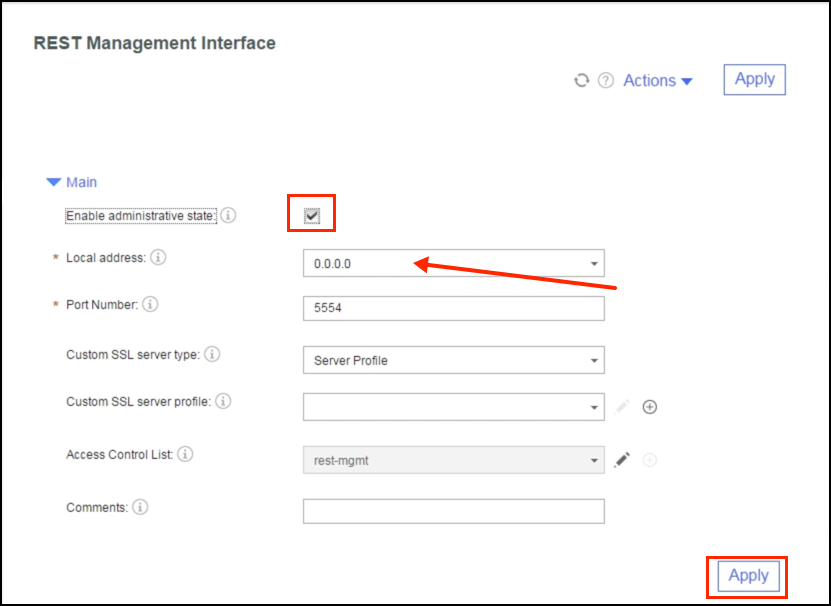 REST Management Interface
Actions Apply
Main
Enable administrative state:
* Local address: 0.0.0.0
* Port Number: 5554
Custom SSL server type: Server Profile
Custom SSL server profile:
Access Control List: rest-mgmt
Comments:
Apply